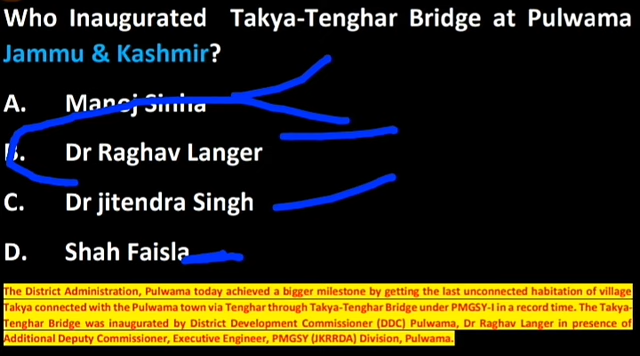 Who Inaugurated Takya-Tenghar Bridge at Pulwama
Jammu & Kashmir?
A. Manoj Sinha
B. Dr Raghav Langer
C. Dr jitendra Singh
D. Shah Faisla
The District Administration, Pulwama today achieved a bigger milestone by getting the last unconnected habitation of village
Takya connected with the Pulwama town via Tenghar through Takya-Tenghar Bridge under PMGSY-I in a record time. The Takya-
Tenghar Bridge was inaugurated by District Development Commissioner (DDC) Pulwama, Dr Raghav Langer in presence of
Additional Deputy Commissioner, Executive Engineer, PMGSY (JKRRDA) Division, Pulwama.